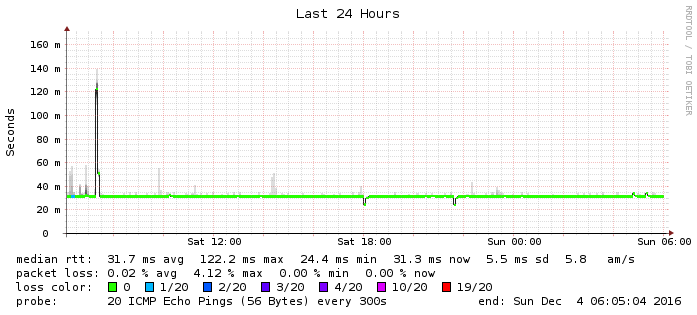 Last 24 Hours
RRDTOOL / TOBI OETIKER
Seconds
160 m
140 m
120 m
100 m
80 m
60 m
40 m
20 m
0
Sat 12:00 Sat 18:00 Sun 00:00 Sun 06:00
median rtt: 31.7 ms avg 122.2 ms max 24.4 ms min 31.3 ms now 5.5 ms sd 5.8 am/s
packet loss: 0.02 % avg 4.12 % max 0.00 % min 0.00 % now
loss color: 0 1/20 2/20 3/20 4/20 10/20 19/20
probe: 20 ICMP Echo Pings (56 Bytes) every 300s end: Sun Dec 4 06:05:04 2016